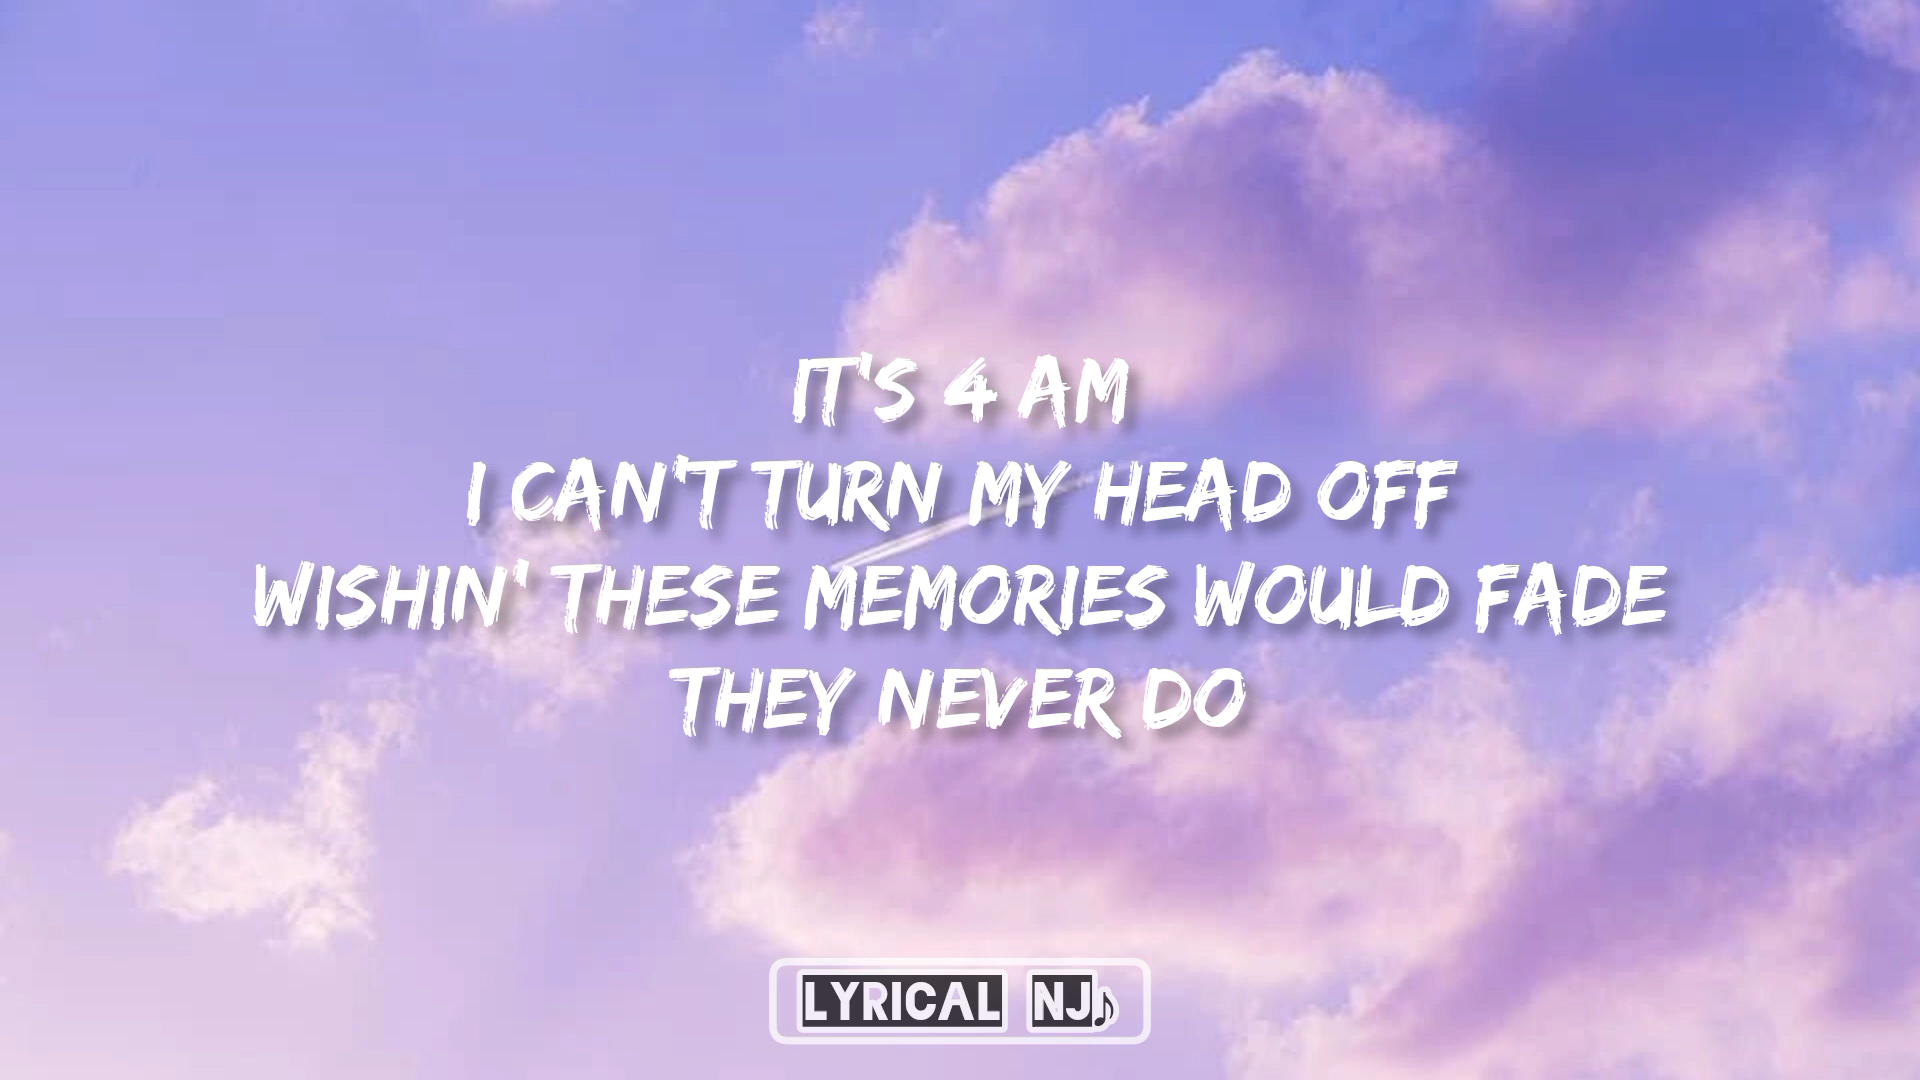 IT'S 4 AM
I CAN'T TURN MY HEAD OFF
WISHIN' THESE MEMORIES WOULD FADE
THEY NEVER DO
LYRICAL NJ